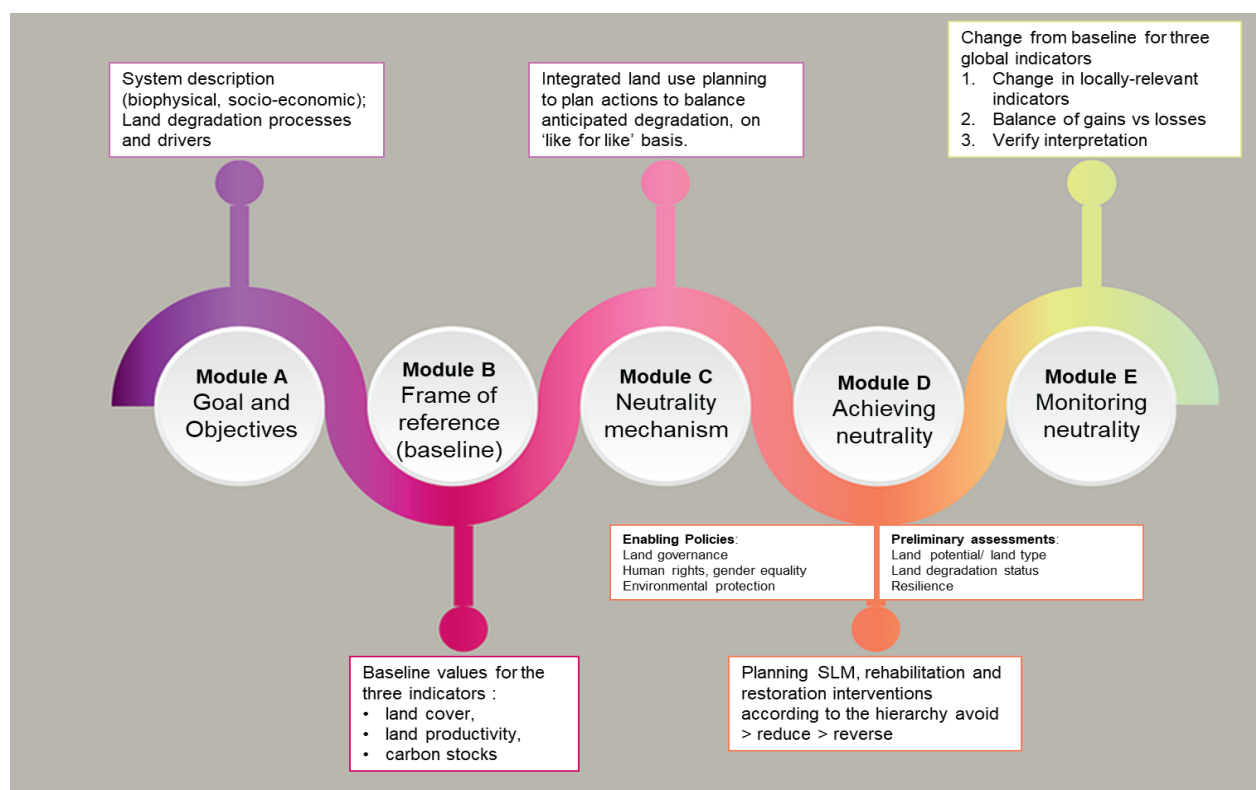 System description
(biophysical, socio-economic);
Land degradation processes
and drivers
Integrated land use planning
to plan actions to balance
anticipated degradation, on
‘like for like’ basis.
Change from baseline for three
global indicators
1. Change in locally-relevant
indicators
2. Balance of gains vs losses
3. Verify interpretation
Module A
Goal and
Objectives
Module B
Frame of
reference
(baseline)
Module C
Neutrality
mechanism
Module D
Achieving
neutrality
Module E
Monitoring
neutrality
Enabling Policies:
Land governance
Human rights, gender equality
Environmental protection
Preliminary assessments:
Land potential/ land type
Land degradation status
Resilience
Baseline values for the
three indicators :
• land cover,
• land productivity,
• carbon stocks
Planning SLM, rehabilitation and
restoration interventions
according to the hierarchy avoid
> reduce > reverse